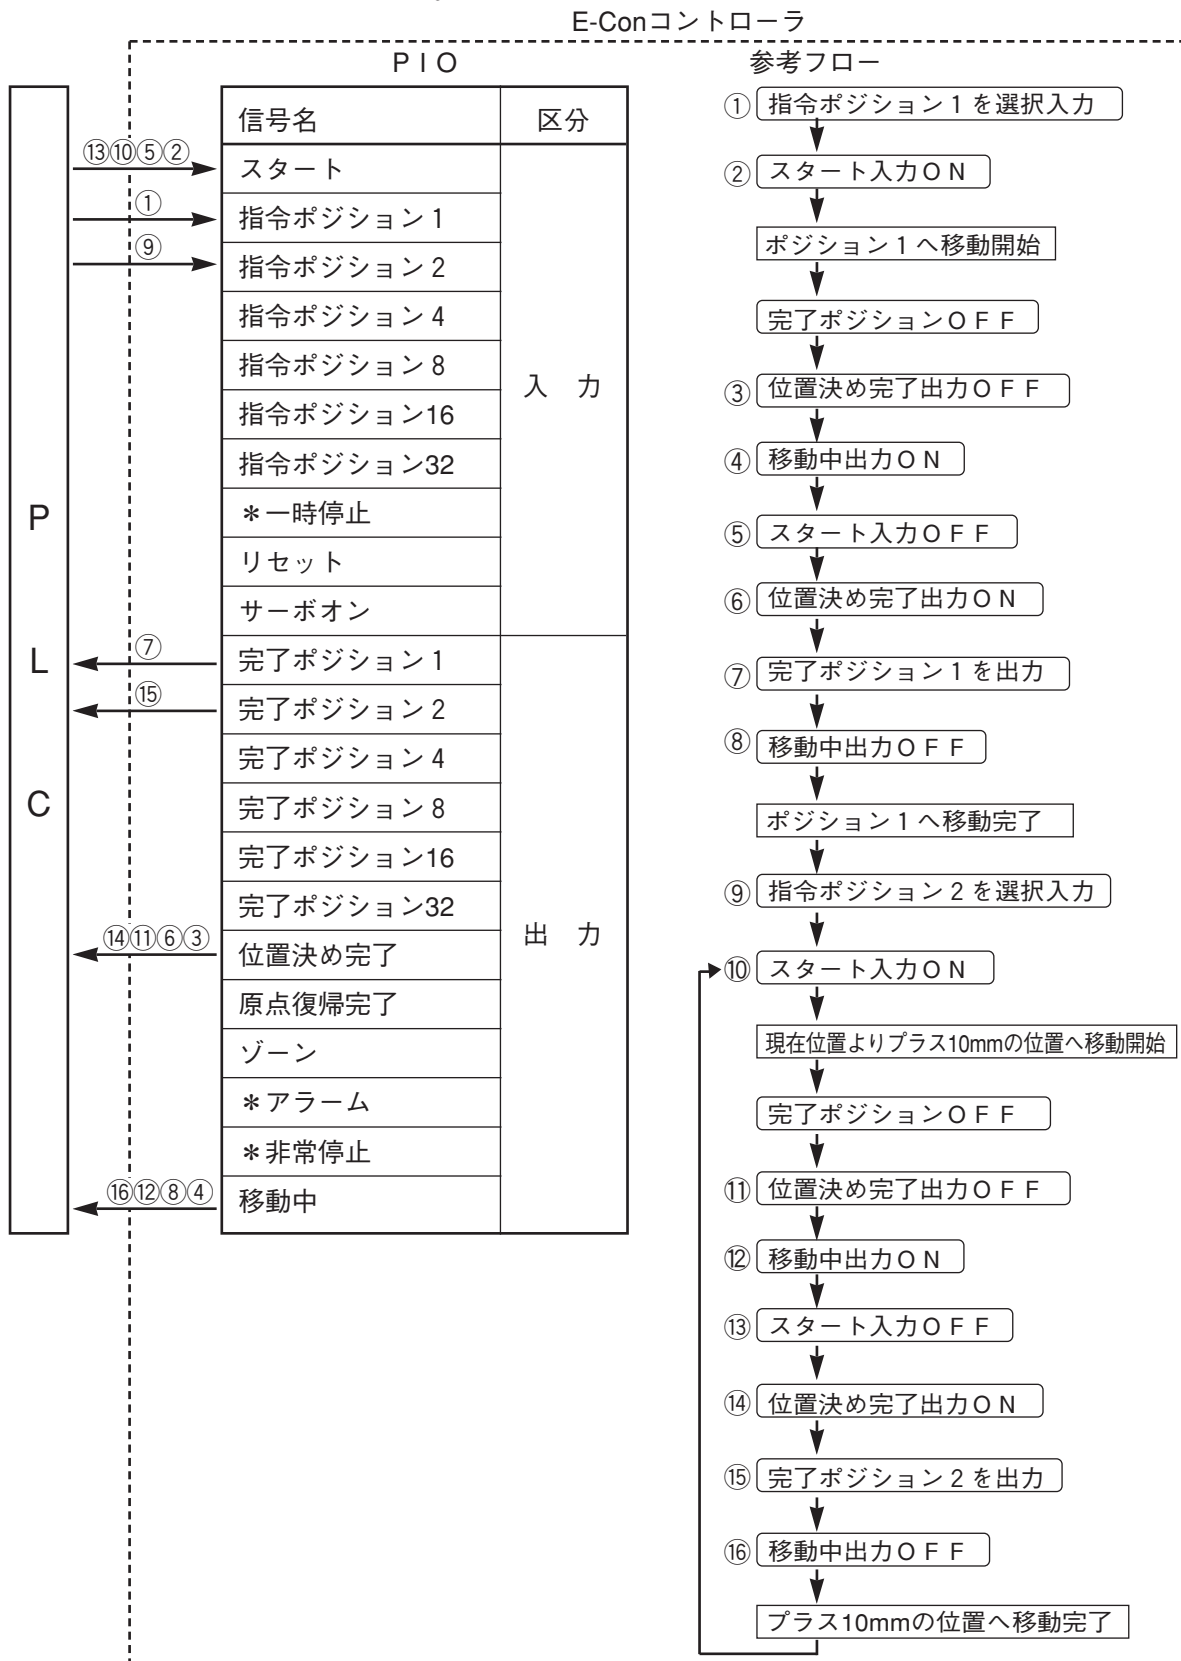 E-Conコントローラ
PIO
参考フロー
信号名 区分
⑬⑩⑤② スタート
① 指令ポジション1
⑨ 指令ポジション2
指令ポジション4
指令ポジション8
指令ポジション16
指令ポジション32
＊一時停止
リセット
サーボオン
入力
⑦ 完了ポジション1
⑮ 完了ポジション2
完了ポジション4
完了ポジション8
完了ポジション16
完了ポジション32
⑭⑪⑥③ 位置決め完了
原点復帰完了
ゾーン
＊アラーム
＊非常停止
⑯⑫⑧④ 移動中
出力
PLC
① 指令ポジション1を選択入力
② スタート入力ON
ポジション1へ移動開始
完了ポジションOFF
③ 位置決め完了出力OFF
④ 移動中出力ON
⑤ スタート入力OFF
⑥ 位置決め完了出力ON
⑦ 完了ポジション1を出力
⑧ 移動中出力OFF
ポジション1へ移動完了
⑨ 指令ポジション2を選択入力
⑩ スタート入力ON
現在位置よりプラス10mmの位置へ移動開始
完了ポジションOFF
⑪ 位置決め完了出力OFF
⑫ 移動中出力ON
⑬ スタート入力OFF
⑭ 位置決め完了出力ON
⑮ 完了ポジション2を出力
⑯ 移動中出力OFF
プラス10mmの位置へ移動完了